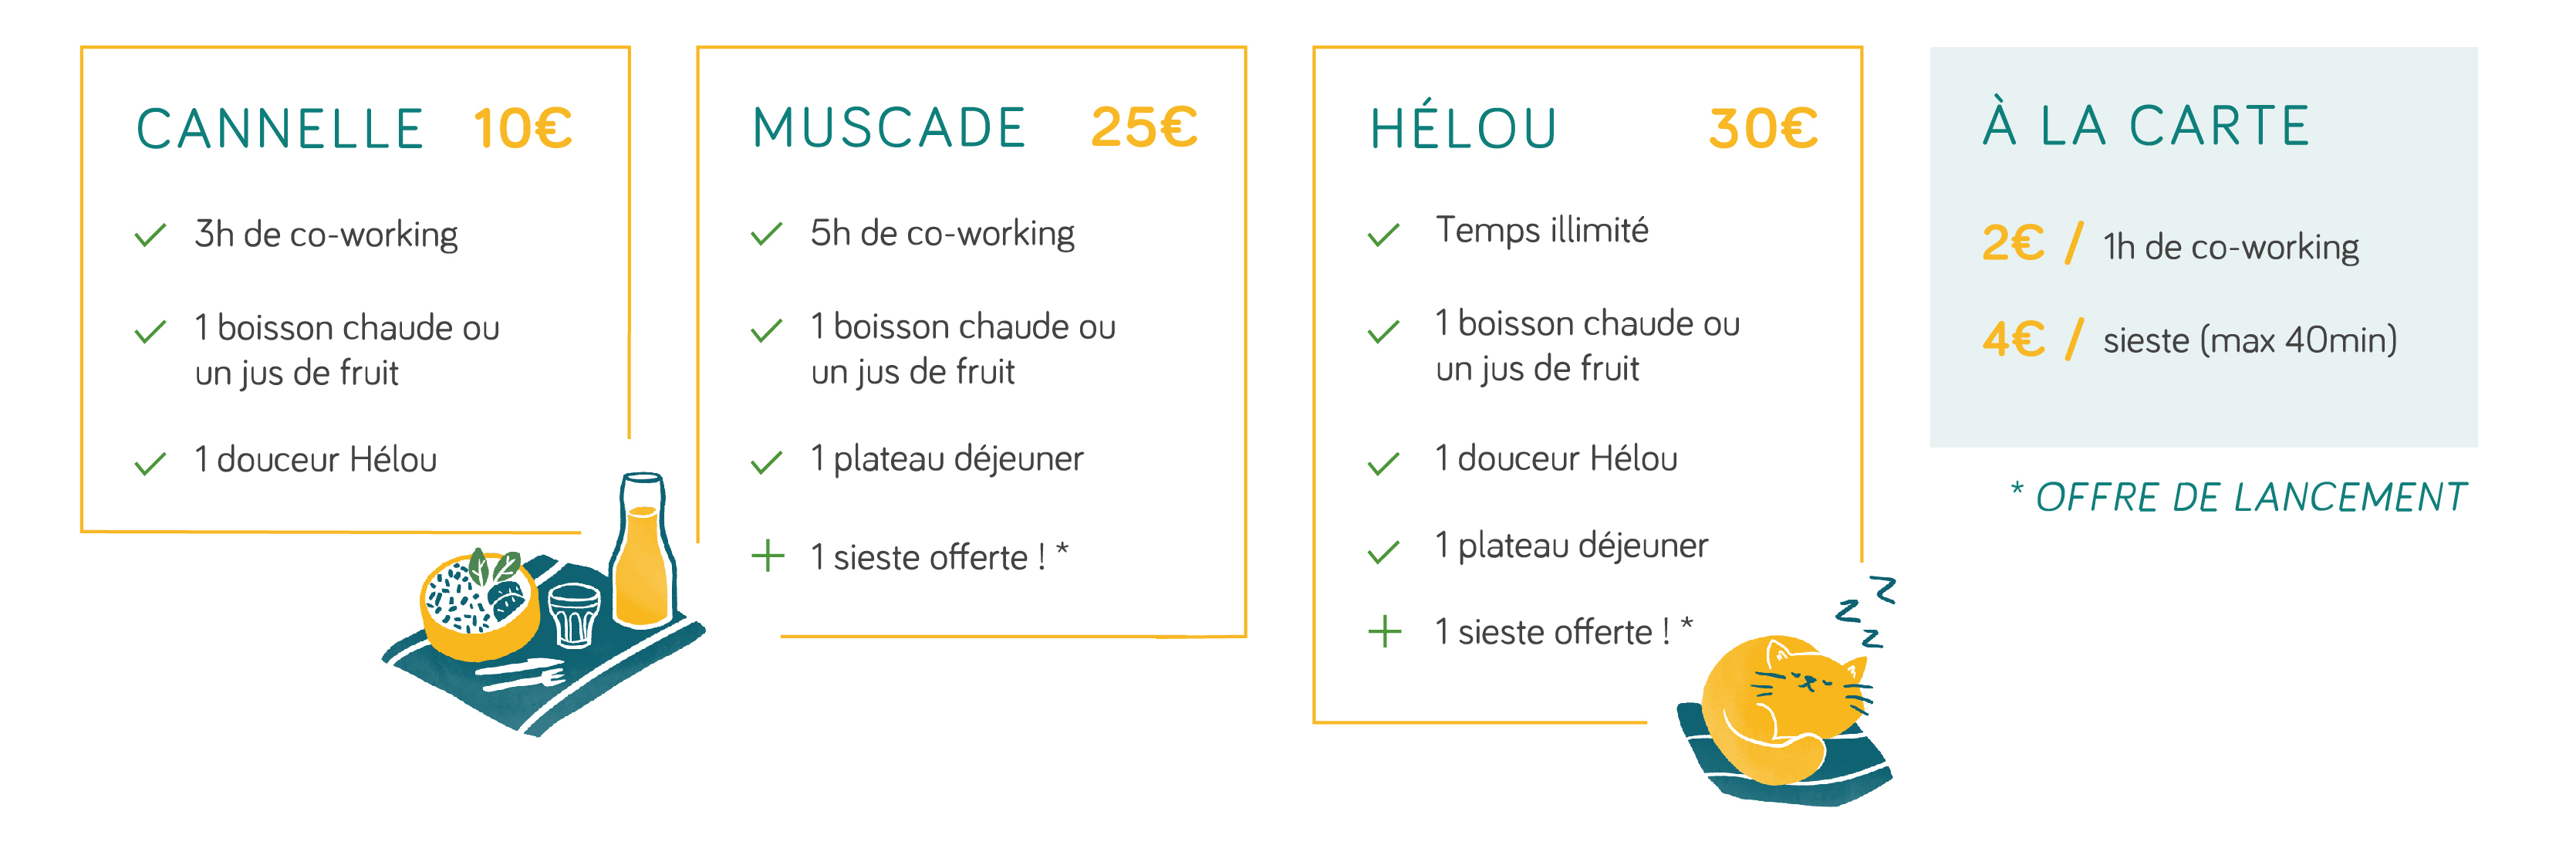 CANNELLE 10€
3h de co-working
1 boisson chaude ou
un jus de fruit
1 douceur Hélou
MUSCADE 25€
5h de co-working
1 boisson chaude ou
un jus de fruit
1 plateau déjeuner
1 sieste offerte ! *
HÉLOU 30€
Temps illimité
1 boisson chaude ou
un jus de fruit
1 douceur Hélou
1 plateau déjeuner
1 sieste offerte ! *
z z z
À LA CARTE
2€ / 1h de co-working
4€ / sieste (max 40min)
* OFFRE DE LANCEMENT